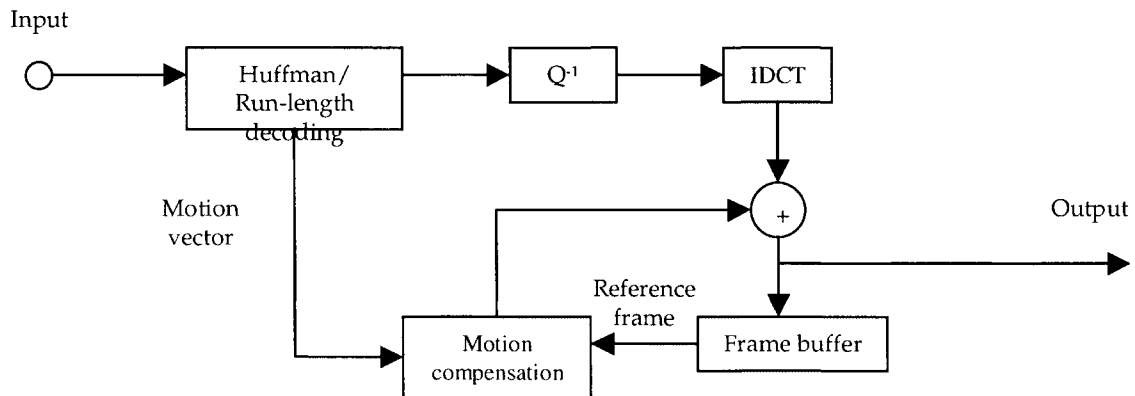 Input
Huffman/
Run-length
decoding
Q-1
IDCT
Motion
vector
+
Output
Reference
frame
Motion
compensation
Frame buffer